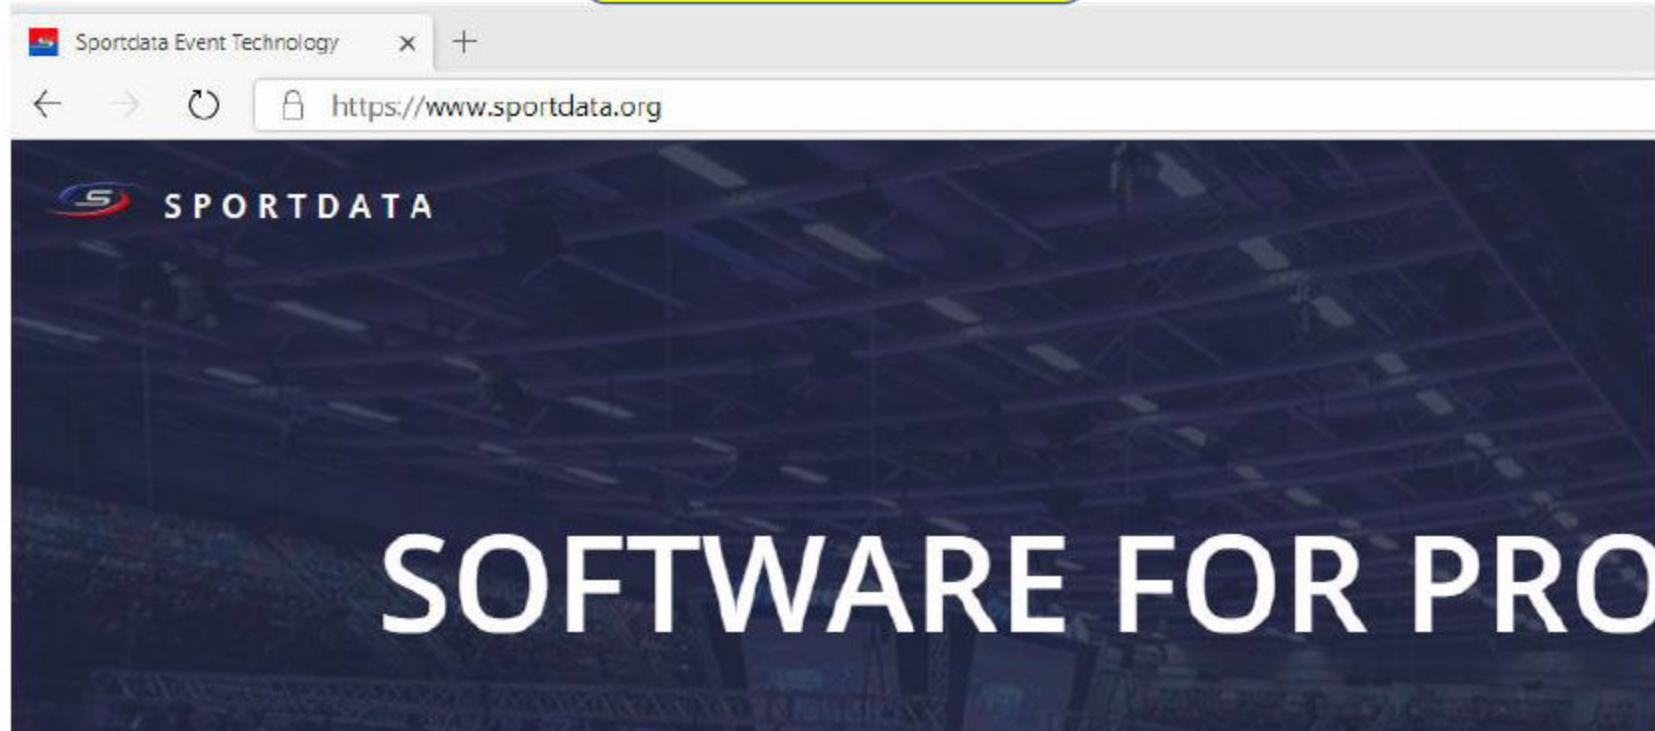 Sportdata Event Technology
https://www.sportdata.org
SPORTDATA
SOFTWARE FOR PRO